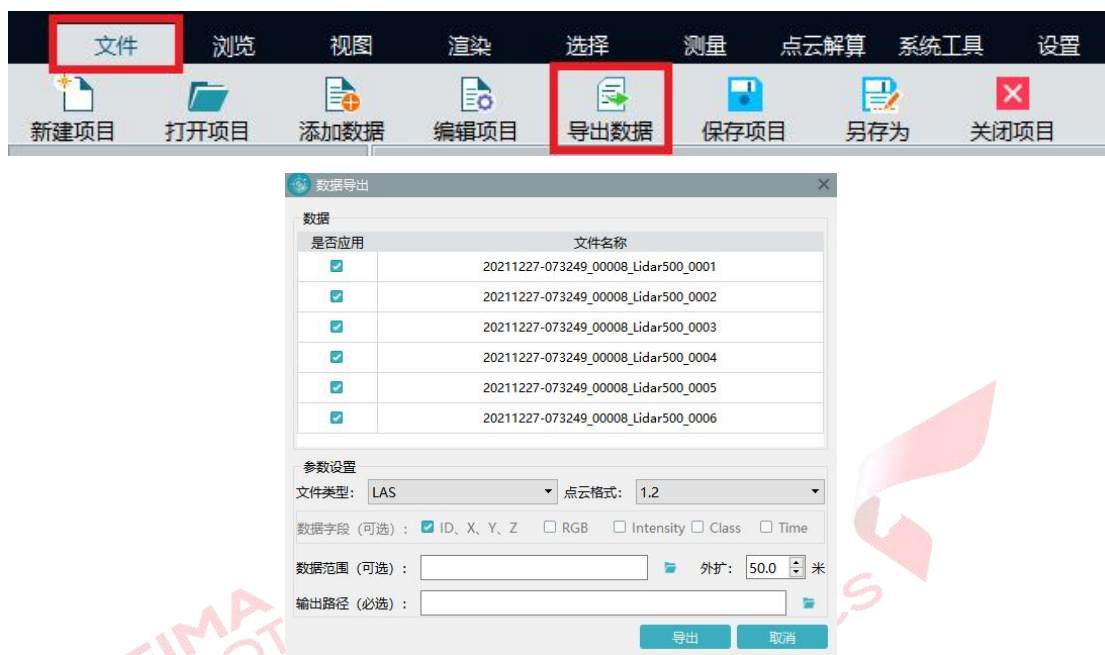 文件 浏览 视图 渲染 选择 测量 点云解算 系统工具 设置
新建项目 打开项目 添加数据 编辑项目 导出数据 保存项目 另存为 关闭项目
数据导出
数据
是否应用 文件名称
20211227-073249_00008_Lidar500_0001
20211227-073249_00008_Lidar500_0002
20211227-073249_00008_Lidar500_0003
20211227-073249_00008_Lidar500_0004
20211227-073249_00008_Lidar500_0005
20211227-073249_00008_Lidar500_0006
参数设置
文件类型: LAS 点云格式: 1.2
数据字段 (可选) : ID、X、Y、Z RGB Intensity Class Time
数据范围 (可选) : 外扩: 50.0 米
输出路径 (必选) :
导出 取消